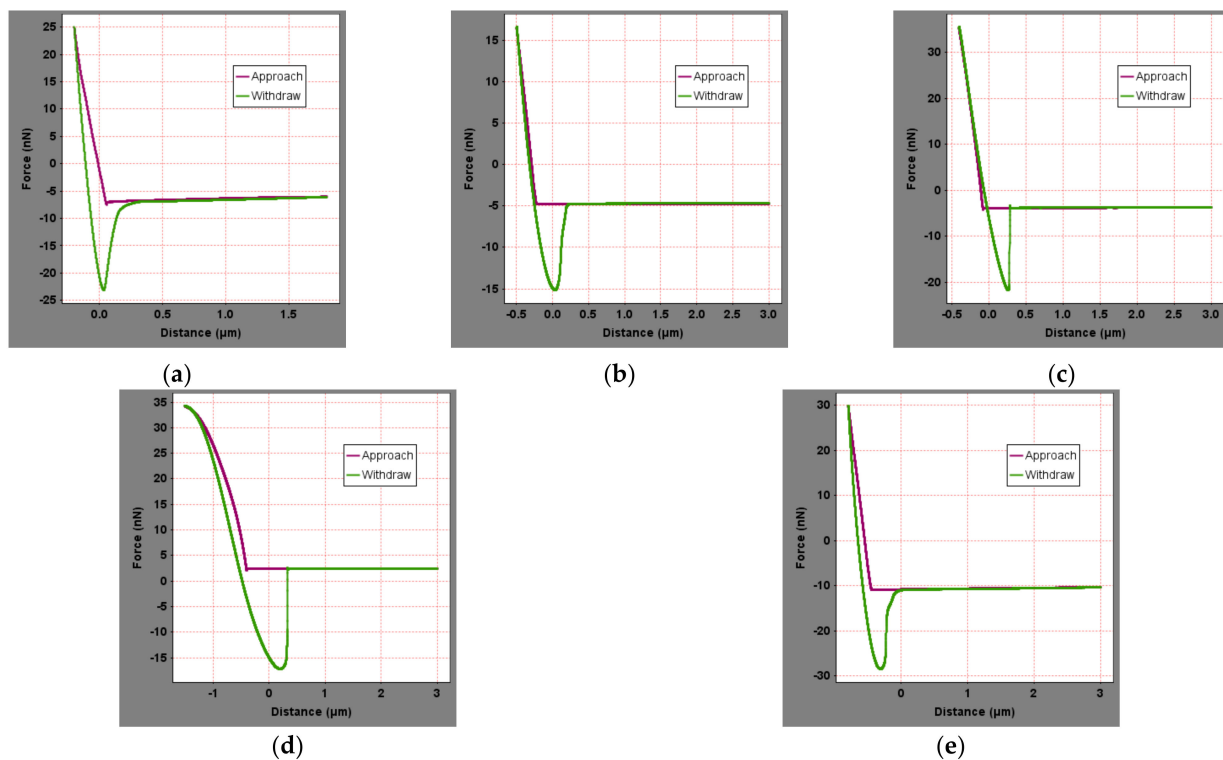 25
20
15
10
5
0
-5
-10
-15
-20
-25
Force (nN)
0.0 0.5 1.0 1.5
Distance (µm)
Approach
Withdraw
(a)
15
10
5
0
-5
-10
-15
Force (nN)
-0.5 0.0 0.5 1.0 1.5 2.0 2.5 3.0
Distance (µm)
Approach
Withdraw
(b)
30
20
10
0
-10
-20
Force (nN)
-0.5 0.0 0.5 1.0 1.5 2.0 2.5 3.0
Distance (µm)
Approach
Withdraw
(c)
35
30
25
20
15
10
5
0
-5
-10
-15
Force (nN)
-1 0 1 2 3
Distance (µm)
Approach
Withdraw
(d)
30
20
10
0
-10
-20
-30
Force (nN)
0 1 2 3
Distance (µm)
Approach
Withdraw
(e)